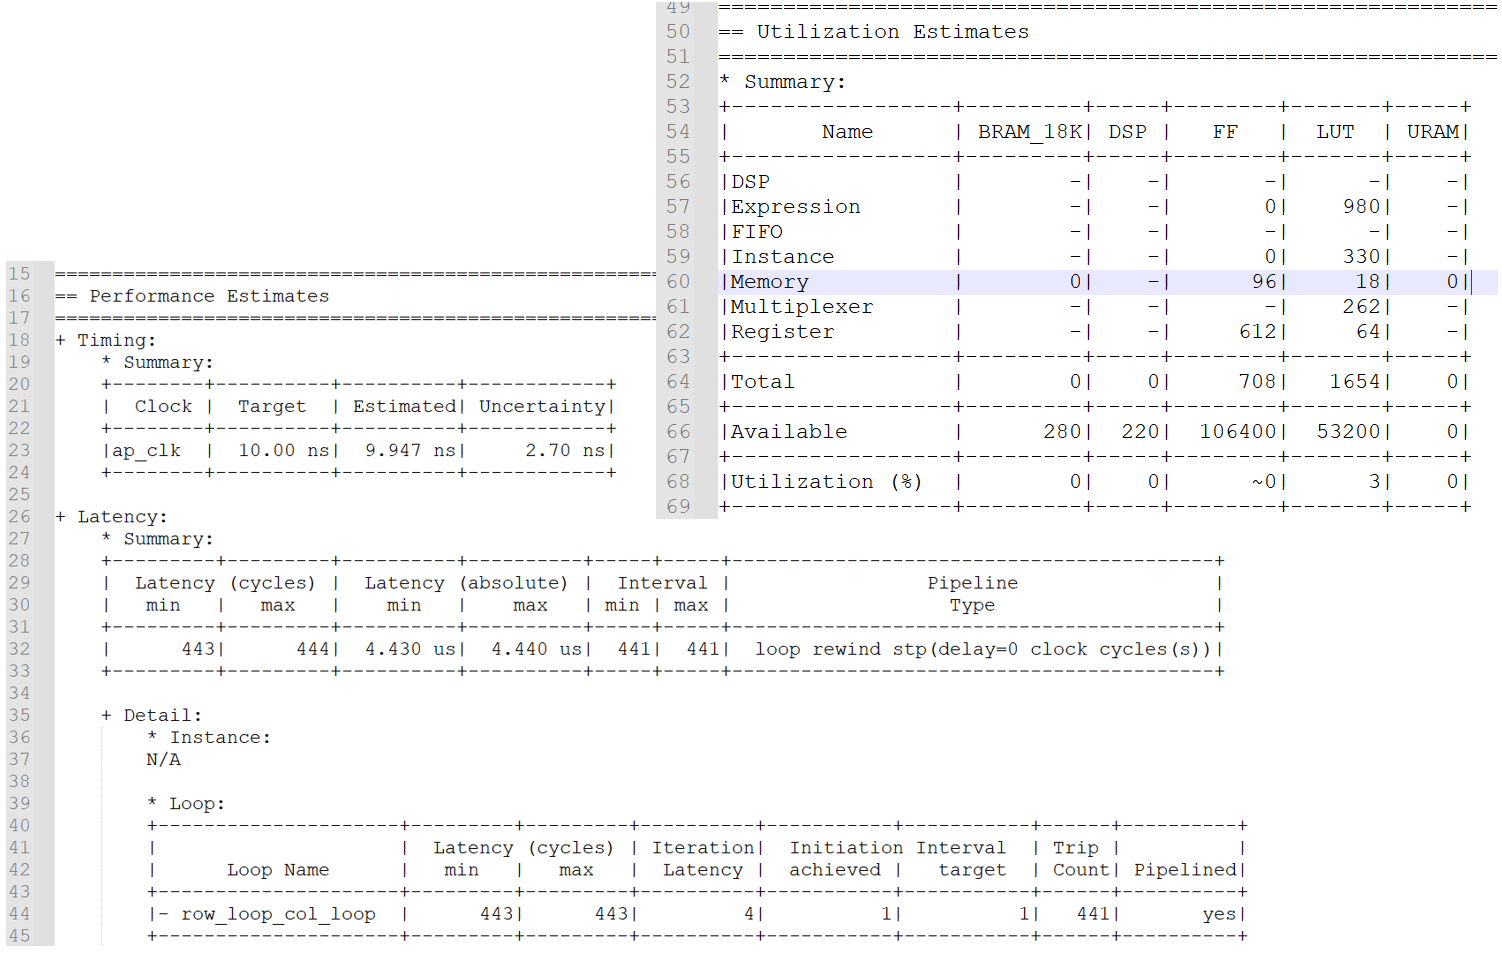 49 ==============================================================
50 == Utilization Estimates
51 ==============================================================
52 * Summary:
53 +-----------------+---------+-----+--------+-------+-----+
54 |       Name      | BRAM_18K| DSP |   FF   |  LUT  | URAM|
55 +-----------------+---------+-----+--------+-------+-----+
56 |DSP              |        -|    -|       -|      -|    -|
57 |Expression       |        -|    -|       0|    980|    -|
58 |FIFO             |        -|    -|       -|      -|    -|
59 |Instance         |        -|    -|       0|    330|    -|
60 |Memory           |        0|    -|      96|     18|    0|
61 |Multiplexer      |        -|    -|       -|    262|    -|
62 |Register         |        -|    -|     612|     64|    -|
63 +-----------------+---------+-----+--------+-------+-----+
64 |Total            |        0|    0|     708|   1654|    0|
65 +-----------------+---------+-----+--------+-------+-----+
66 |Available        |      280|  220|  106400|  53200|    0|
67 +-----------------+---------+-----+--------+-------+-----+
68 |Utilization (%)  |        0|    0|      ~0|      3|    0|
69 +-----------------+---------+-----+--------+-------+-----+
15 ==============================================================
16 == Performance Estimates
17 ==============================================================
18 + Timing:
19     * Summary:
20     +--------+----------+----------+------------+
21     |  Clock |  Target  | Estimated| Uncertainty|
22     +--------+----------+----------+------------+
23     |ap_clk  |  10.00 ns|  9.947 ns|     2.70 ns|
24     +--------+----------+----------+------------+
25
26 + Latency:
27     * Summary:
28     +---------+---------+----------+----------+-----+-----+------------------------------------------+
29     |  Latency (cycles) |  Latency (absolute) |  Interval |                 Pipeline                 |
30     |   min   |   max   |    min   |    max   | min | max |                   Type                   |
31     +---------+---------+----------+----------+-----+-----+------------------------------------------+
32     |      443|      444|  4.430 us|  4.440 us|  441|  441|  loop rewind stp(delay=0 clock cycles(s))|
33     +---------+---------+----------+----------+-----+-----+------------------------------------------+
34
35     + Detail:
36         * Instance:
37         N/A
38
39         * Loop:
40         +---------------------+---------+---------+----------+-----------+-----------+------+----------+
41         |                     |  Latency (cycles) | Iteration|  Initiation Interval  | Trip |          |
42         |      Loop Name      |   min   |   max   |  Latency |  achieved |   target  | Count| Pipelined|
43         +---------------------+---------+---------+----------+-----------+-----------+------+----------+
44         |- row_loop_col_loop  |      443|      443|         4|          1|          1|   441|       yes|
45         +---------------------+---------+---------+----------+-----------+-----------+------+----------+